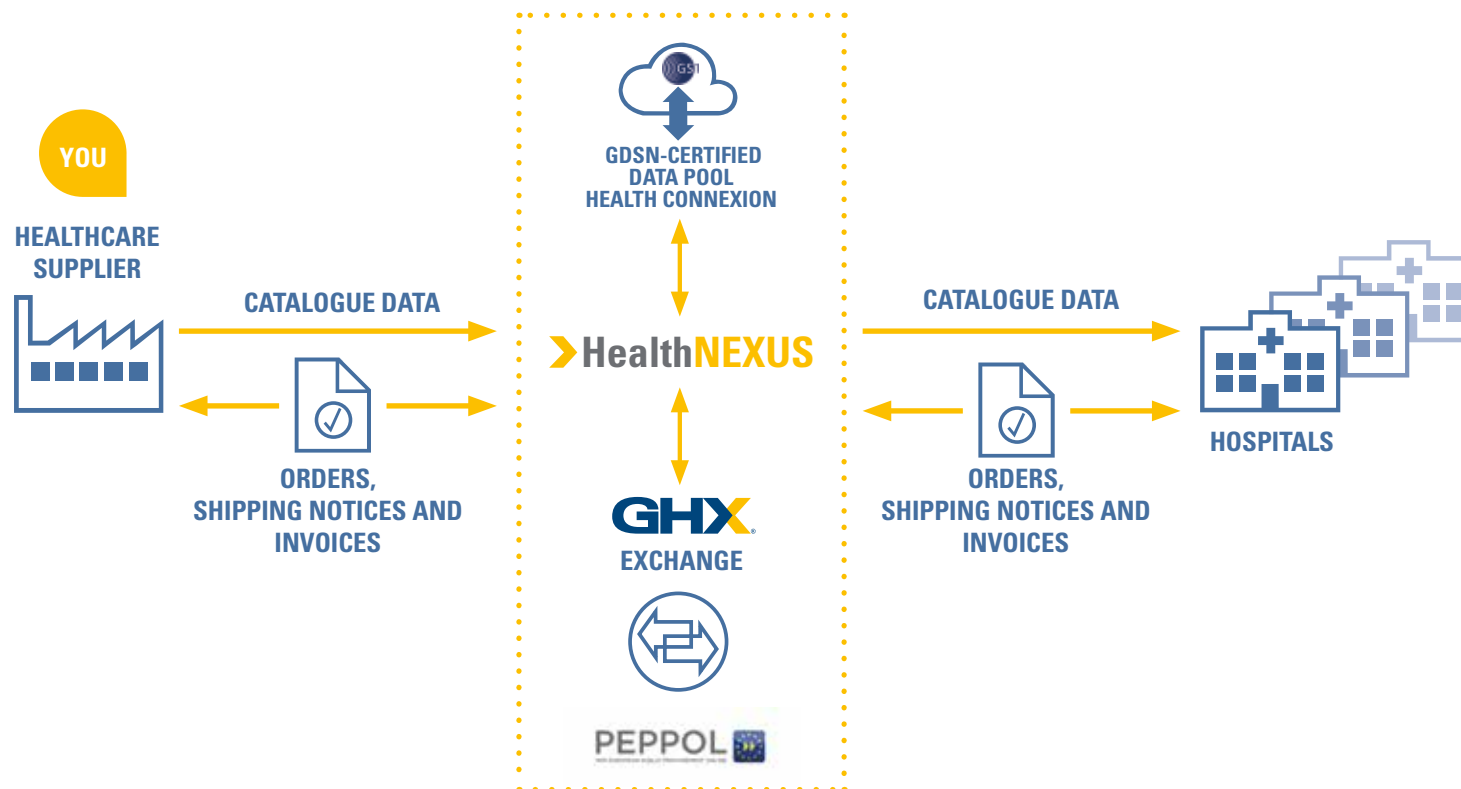 YOU
HEALTHCARE
SUPPLIER
CATALOGUE DATA
ORDERS,
SHIPPING NOTICES AND
INVOICES
GS1
GDSN-CERTIFIED
DATA POOL
HEALTH CONNEXION
HealthNEXUS
GHX®
EXCHANGE
PEPPOL
CATALOGUE DATA
ORDERS,
SHIPPING NOTICES AND
INVOICES
HOSPITALS